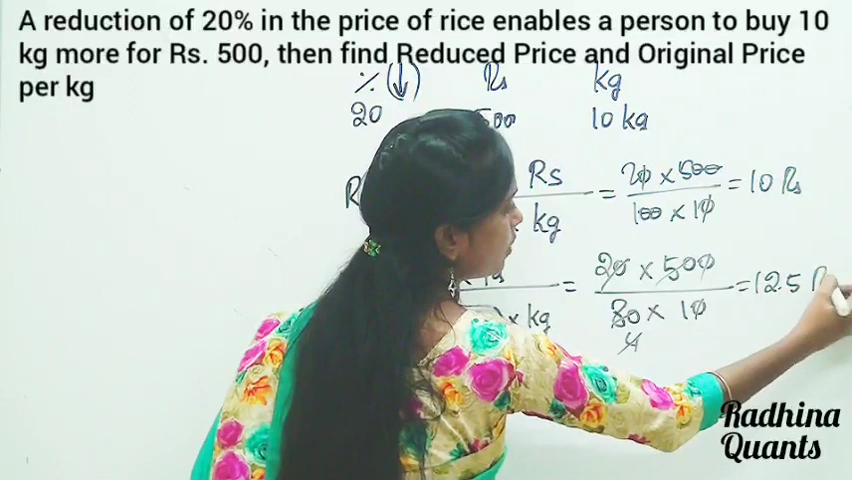 A reduction of 20% in the price of rice enables a person to buy 10
kg more for Rs. 500, then find Reduced Price and Original Price
per kg
% (↓) Rs kg
20 500 10 kg
R Rs = 20 x 500 = 10 Rs
kg 100 x 10
= 20 x 500 = 12.5 R
x kg 80 x 10
4
Radhina
Quants